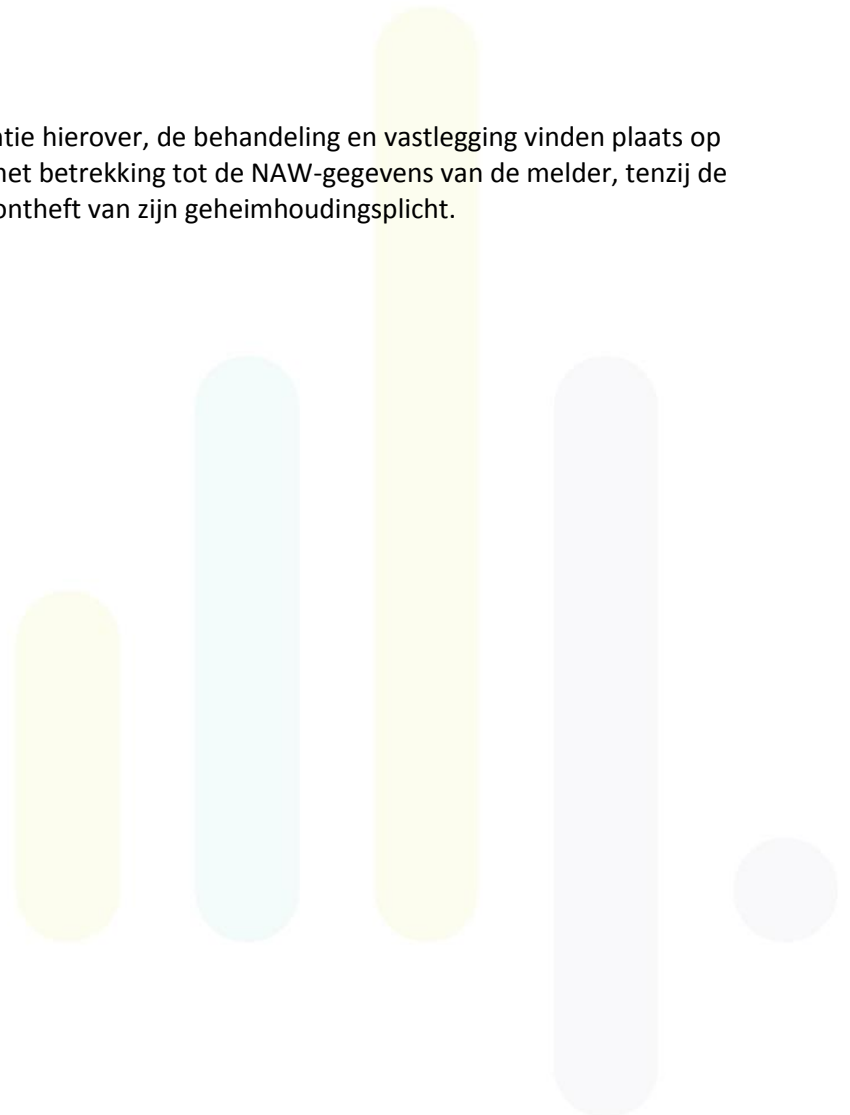 tie hierover, de behandeling en vastlegging vinden plaats op
met betrekking tot de NAW-gegevens van de melder, tenzij de
ontheft van zijn geheimhoudingsplicht.